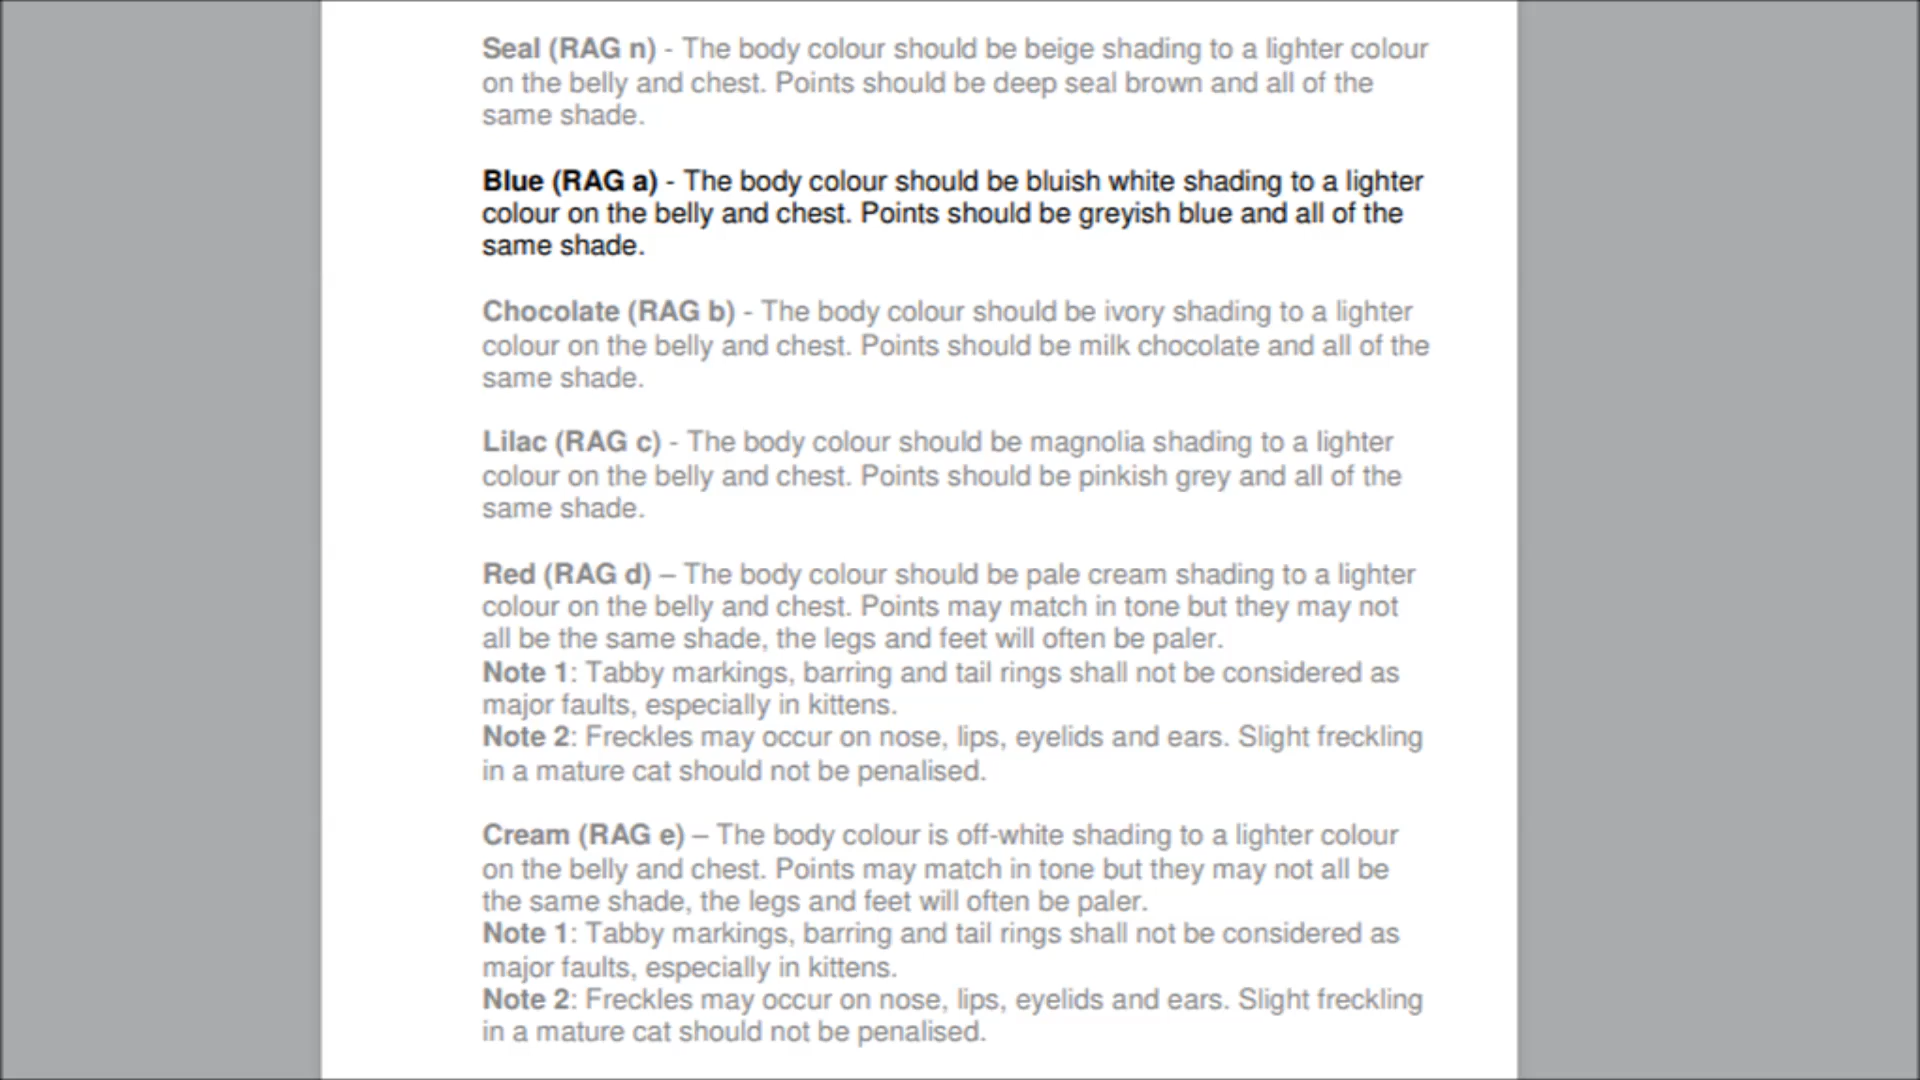 Seal (RAG n) - The body colour should be beige shading to a lighter colour
on the belly and chest. Points should be deep seal brown and all of the
same shade.
Blue (RAG a) - The body colour should be bluish white shading to a lighter
colour on the belly and chest. Points should be greyish blue and all of the
same shade.
Chocolate (RAG b) - The body colour should be ivory shading to a lighter
colour on the belly and chest. Points should be milk chocolate and all of the
same shade.
Lilac (RAG c) - The body colour should be magnolia shading to a lighter
colour on the belly and chest. Points should be pinkish grey and all of the
same shade.
Red (RAG d) – The body colour should be pale cream shading to a lighter
colour on the belly and chest. Points may match in tone but they may not
all be the same shade, the legs and feet will often be paler.
Note 1: Tabby markings, barring and tail rings shall not be considered as
major faults, especially in kittens.
Note 2: Freckles may occur on nose, lips, eyelids and ears. Slight freckling
in a mature cat should not be penalised.
Cream (RAG e) – The body colour is off-white shading to a lighter colour
on the belly and chest. Points may match in tone but they may not all be
the same shade, the legs and feet will often be paler.
Note 1: Tabby markings, barring and tail rings shall not be considered as
major faults, especially in kittens.
Note 2: Freckles may occur on nose, lips, eyelids and ears. Slight freckling
in a mature cat should not be penalised.